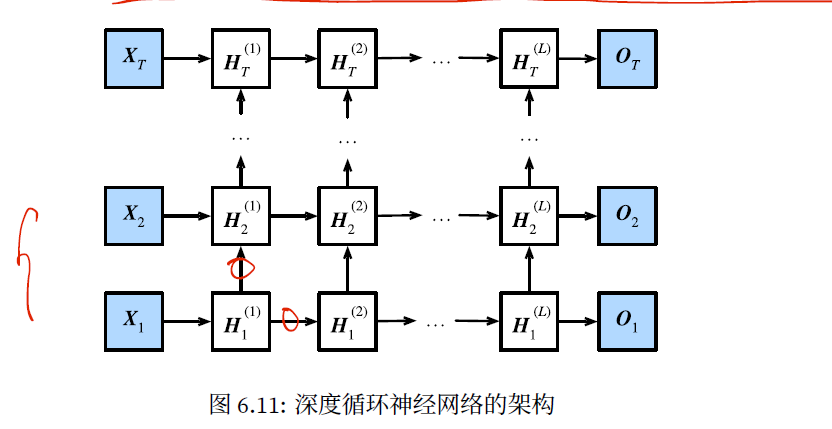 X_T H_T^(1) H_T^(2) … H_T^(L) O_T
… … …
X_2 H_2^(1) H_2^(2) … H_2^(L) O_2
X_1 H_1^(1) H_1^(2) … H_1^(L) O_1
图 6.11: 深度循环神经网络的架构